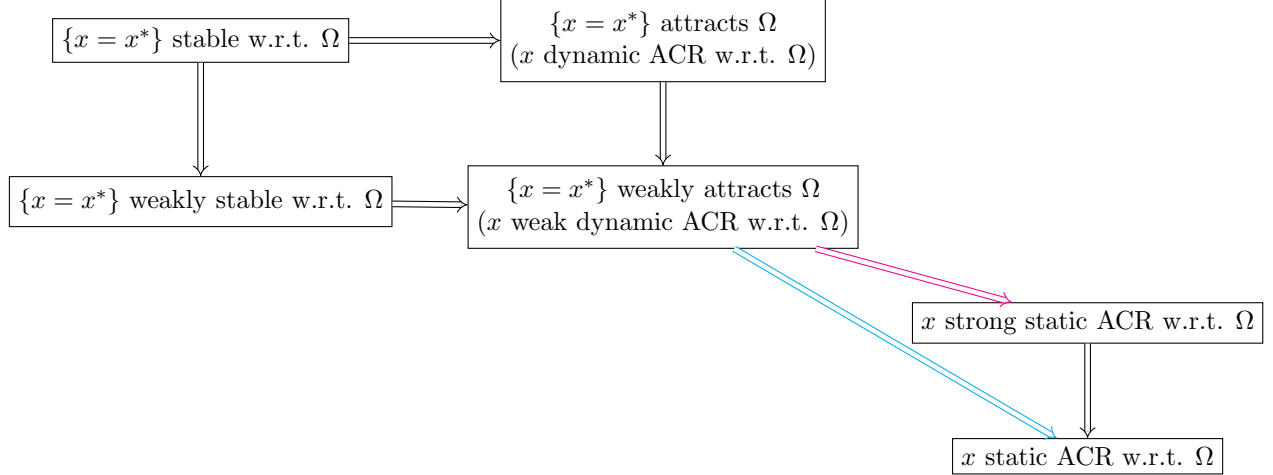 {x = x*} stable w.r.t. Ω
{x = x*} attracts Ω
(x dynamic ACR w.r.t. Ω)
{x = x*} weakly stable w.r.t. Ω
{x = x*} weakly attracts Ω
(x weak dynamic ACR w.r.t. Ω)
x strong static ACR w.r.t. Ω
x static ACR w.r.t. Ω